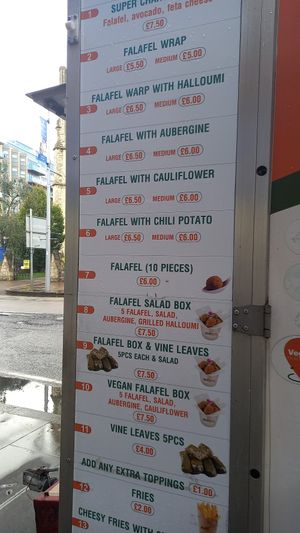 1 SUPER
Falafel, avocado, feta cheese
£7.50
2 FALAFEL WRAP
LARGE £5.50 MEDIUM £5.00
3 FALAFEL WARP WITH HALLOUMI
LARGE £6.50 MEDIUM £6.00
4 FALAFEL WITH AUBERGINE
LARGE £6.50 MEDIUM £6.00
5 FALAFEL WITH CAULIFLOWER
LARGE £6.50 MEDIUM £6.00
6 FALAFEL WITH CHILI POTATO
LARGE £6.50 MEDIUM £6.00
7 FALAFEL (10 PIECES)
£6.00
8 FALAFEL SALAD BOX
5 FALAFEL, SALAD,
AUBERGINE, GRILLED HALLOUMI
£7.50
9 FALAFEL BOX & VINE LEAVES
5PCS EACH & SALAD
£7.50
10 VEGAN FALAFEL BOX
5 FALAFEL, SALAD,
AUBERGINE, CAULIFLOWER
£7.50
11 VINE LEAVES 5PCS
£4.00
ADD ANY EXTRA TOPPINGS £1.00
12 FRIES
£2.00
13 CHEESY FRIES WITH